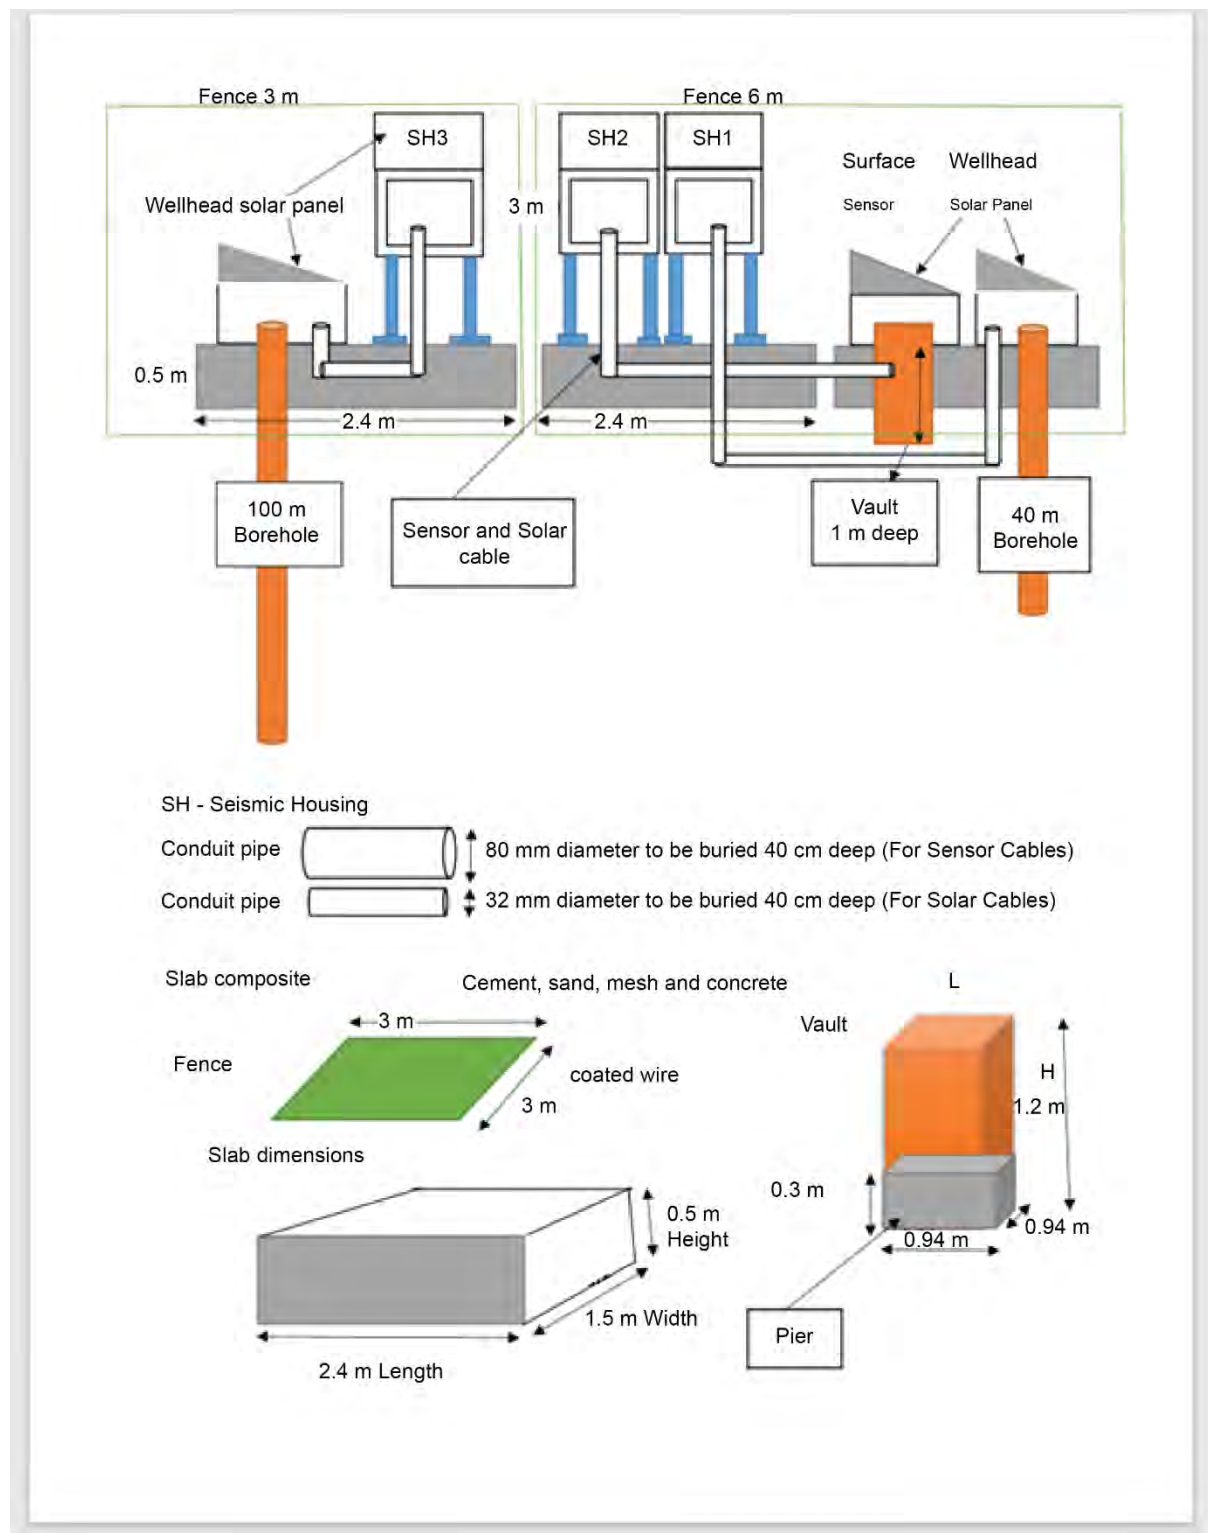 Fence 3 m
Fence 6 m
SH3
SH2
SH1
Surface
Wellhead
Wellhead solar panel
3 m
Sensor
Solar Panel
0.5 m
2.4 m
2.4 m
100 m
Borehole
Sensor and Solar
cable
Vault
1 m deep
40 m
Borehole
SH - Seismic Housing
Conduit pipe
80 mm diameter to be buried 40 cm deep (For Sensor Cables)
Conduit pipe
32 mm diameter to be buried 40 cm deep (For Solar Cables)
Slab composite
Cement, sand, mesh and concrete
L
3 m
Vault
Fence
coated wire
H
3 m
1.2 m
Slab dimensions
0.3 m
0.5 m
Height
0.94 m
0.94 m
1.5 m Width
Pier
2.4 m Length